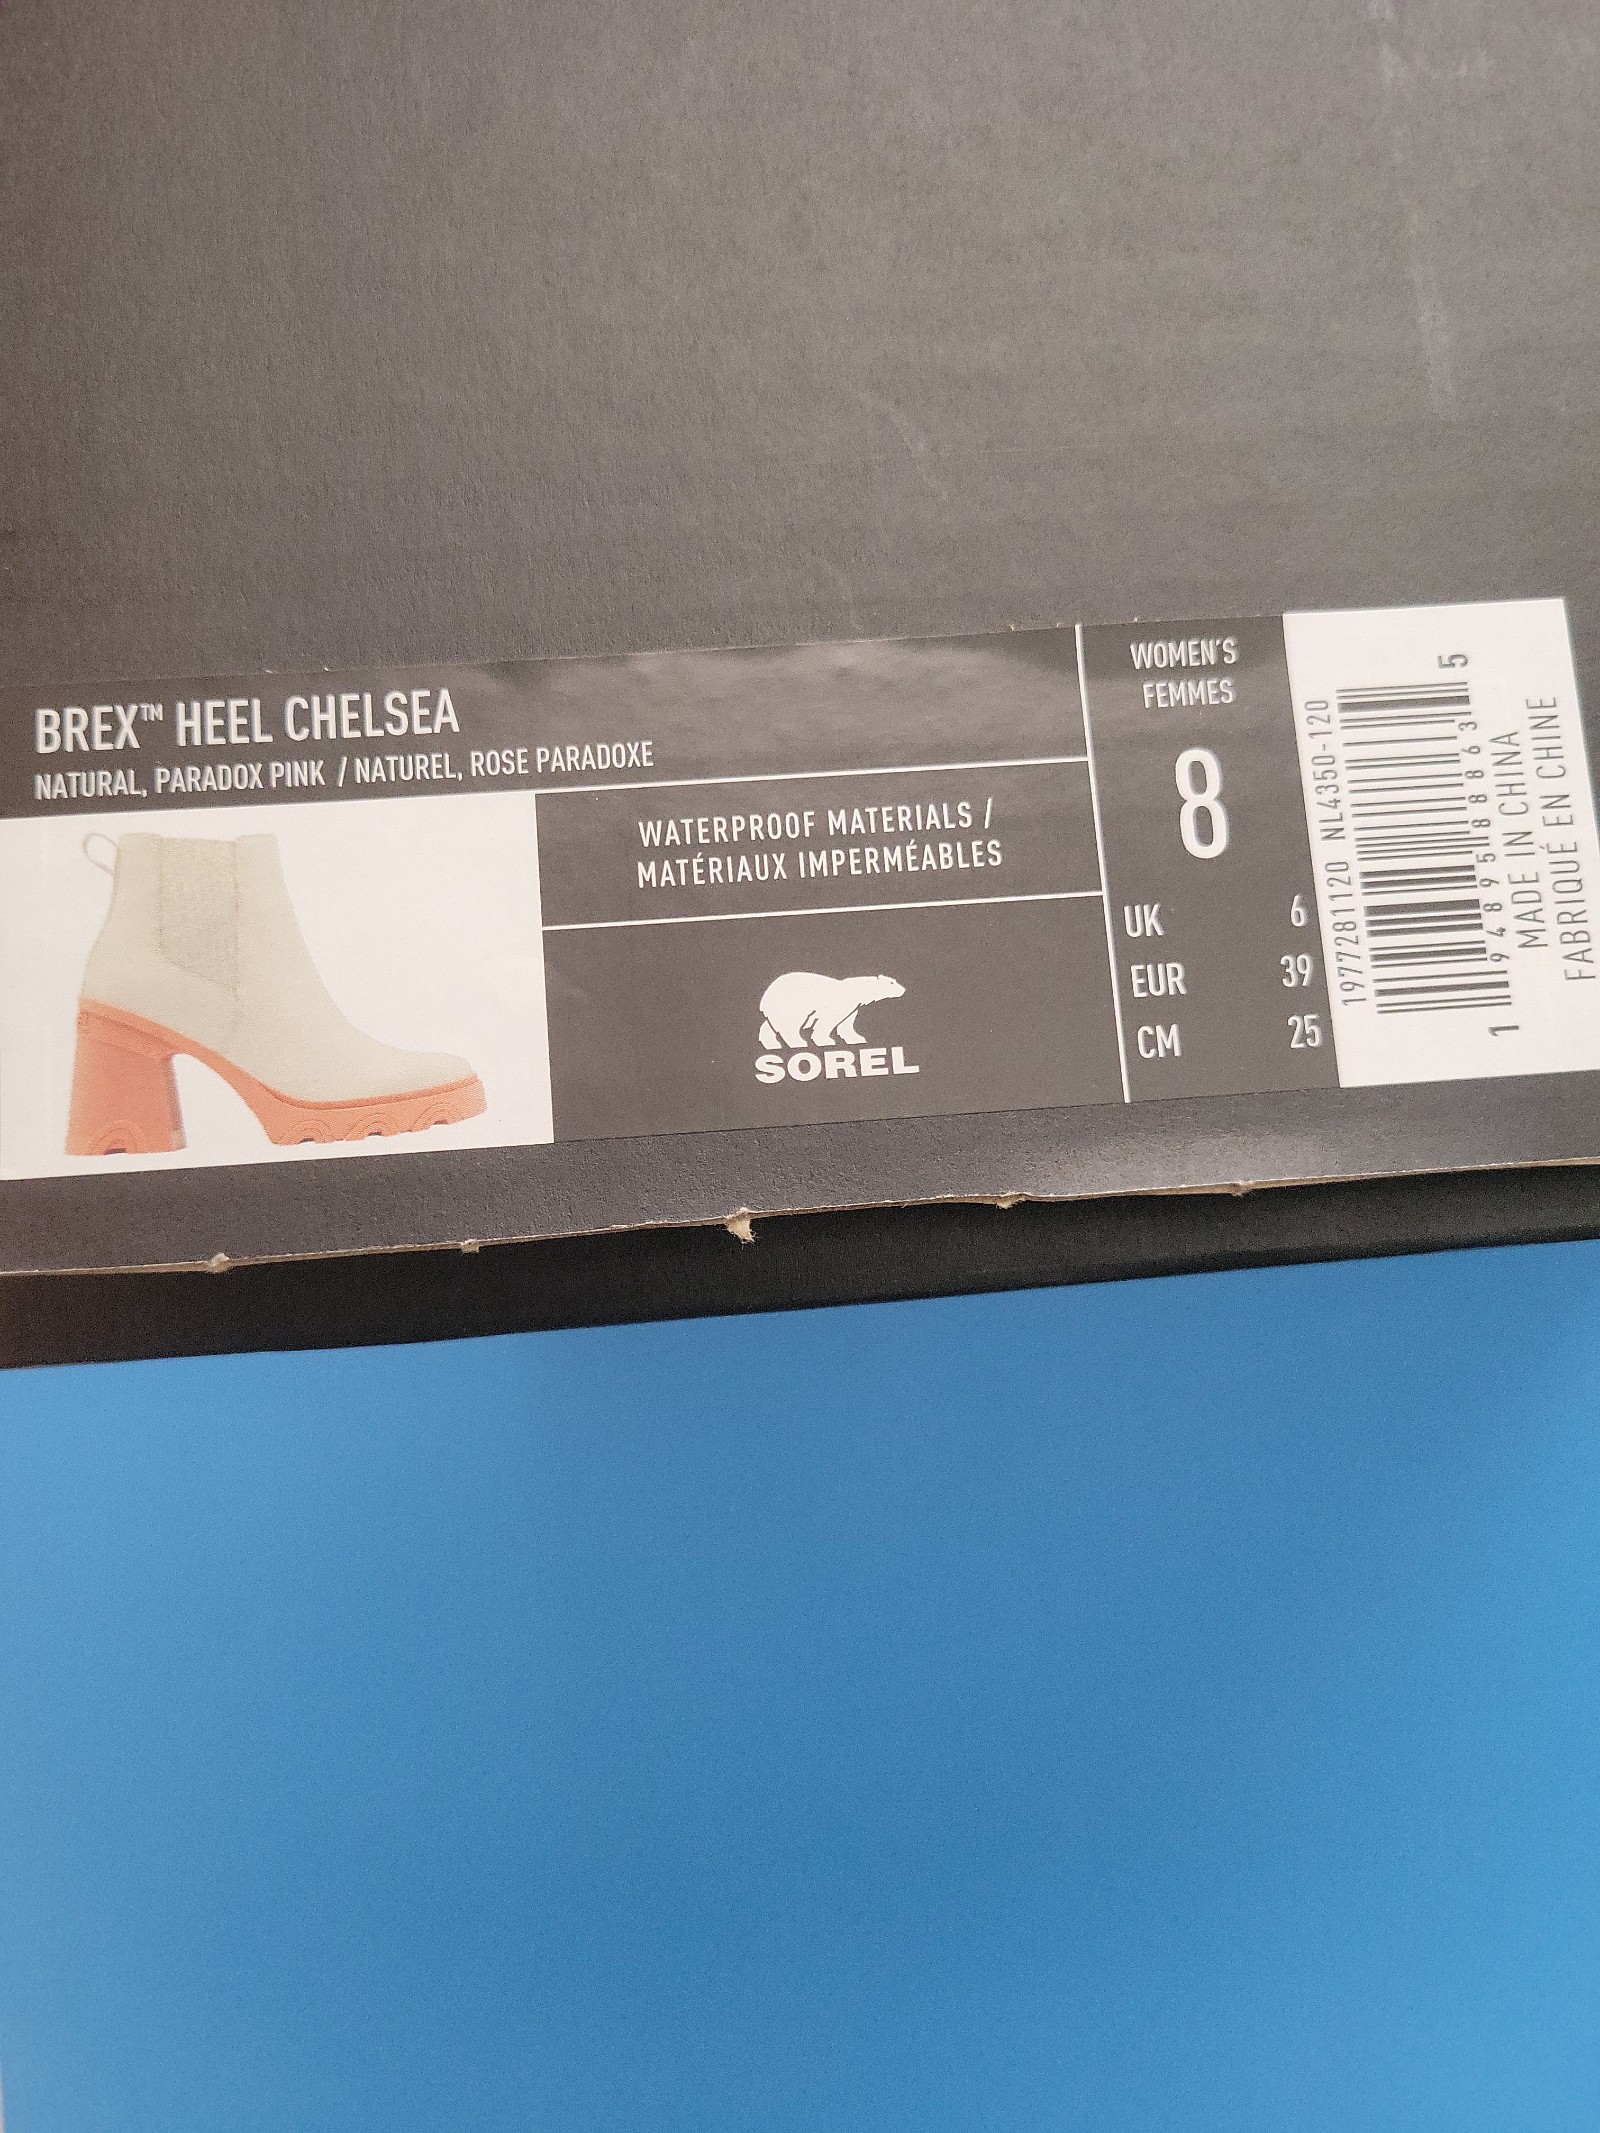 BREX™ HEEL CHELSEA
NATURAL, PARADOX PINK / NATUREL, ROSE PARADOXE
WATERPROOF MATERIALS /
MATÉRIAUX IMPERMÉABLES
SOREL
WOMEN'S
FEMMES
8
UK 6
EUR 39
CM 25
1977281120 NL4350-120
1 94895 88863 5
MADE IN CHINA
FABRIQUÉ EN CHINE